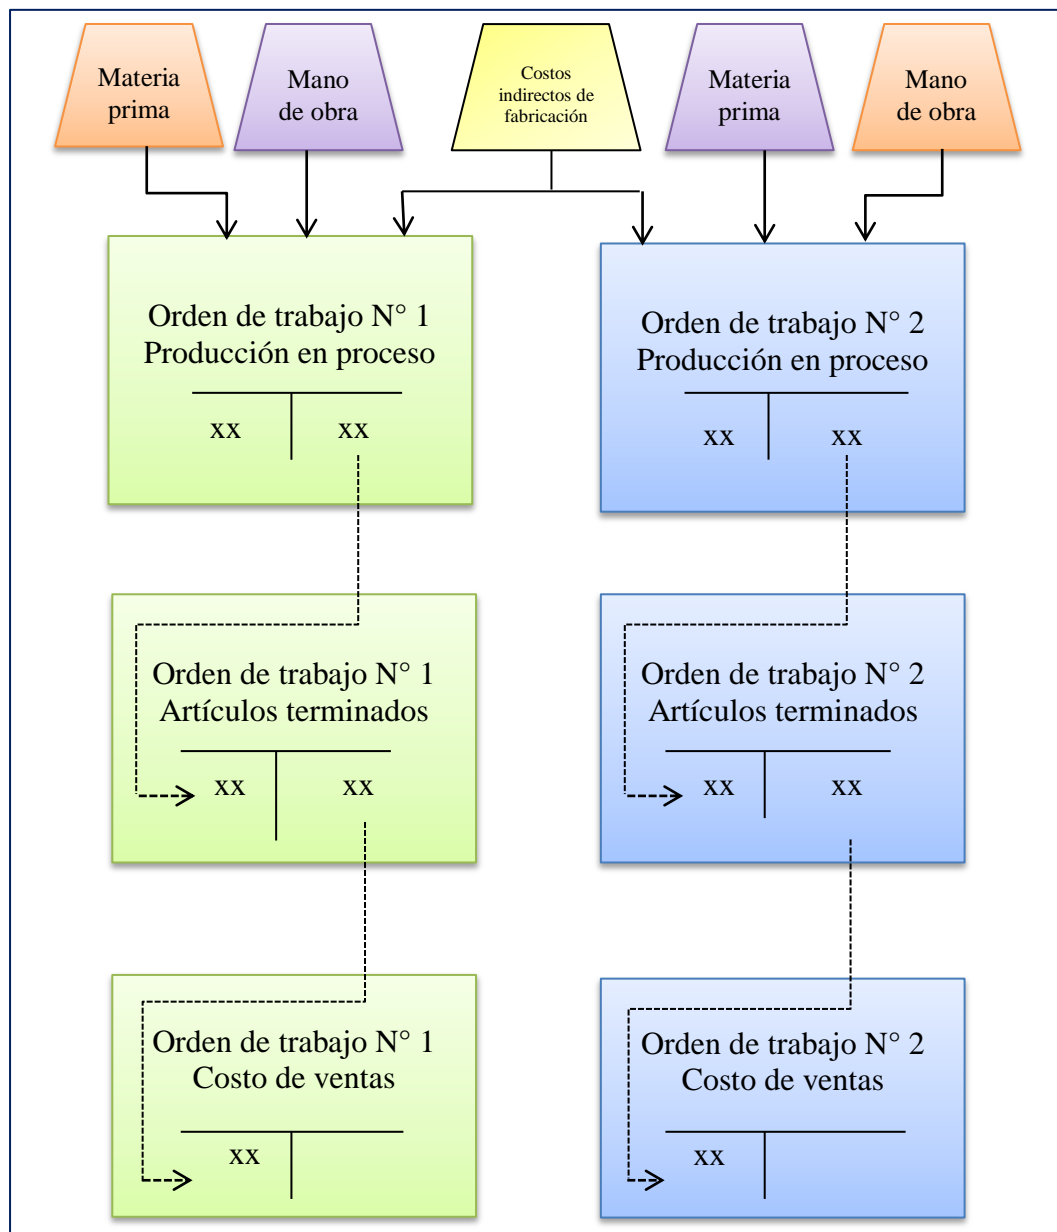 Materia
prima
Mano
de obra
Costos
indirectos de
fabricación
Materia
prima
Mano
de obra
Orden de trabajo N° 1
Producción en proceso
xx xx
Orden de trabajo N° 2
Producción en proceso
xx xx
Orden de trabajo N° 1
Artículos terminados
xx xx
Orden de trabajo N° 2
Artículos terminados
xx xx
Orden de trabajo N° 1
Costo de ventas
xx
Orden de trabajo N° 2
Costo de ventas
xx